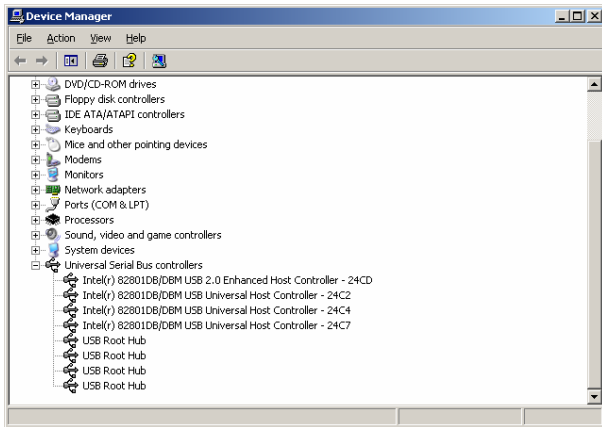 Device Manager
File Action View Help
DVD/CD-ROM drives
Floppy disk controllers
IDE ATA/ATAPI controllers
Keyboards
Mice and other pointing devices
Modems
Monitors
Network adapters
Ports (COM & LPT)
Processors
Sound, video and game controllers
System devices
Universal Serial Bus controllers
Intel(r) 82801DB/DBM USB 2.0 Enhanced Host Controller - 24CD
Intel(r) 82801DB/DBM USB Universal Host Controller - 24C2
Intel(r) 82801DB/DBM USB Universal Host Controller - 24C4
Intel(r) 82801DB/DBM USB Universal Host Controller - 24C7
USB Root Hub
USB Root Hub
USB Root Hub
USB Root Hub